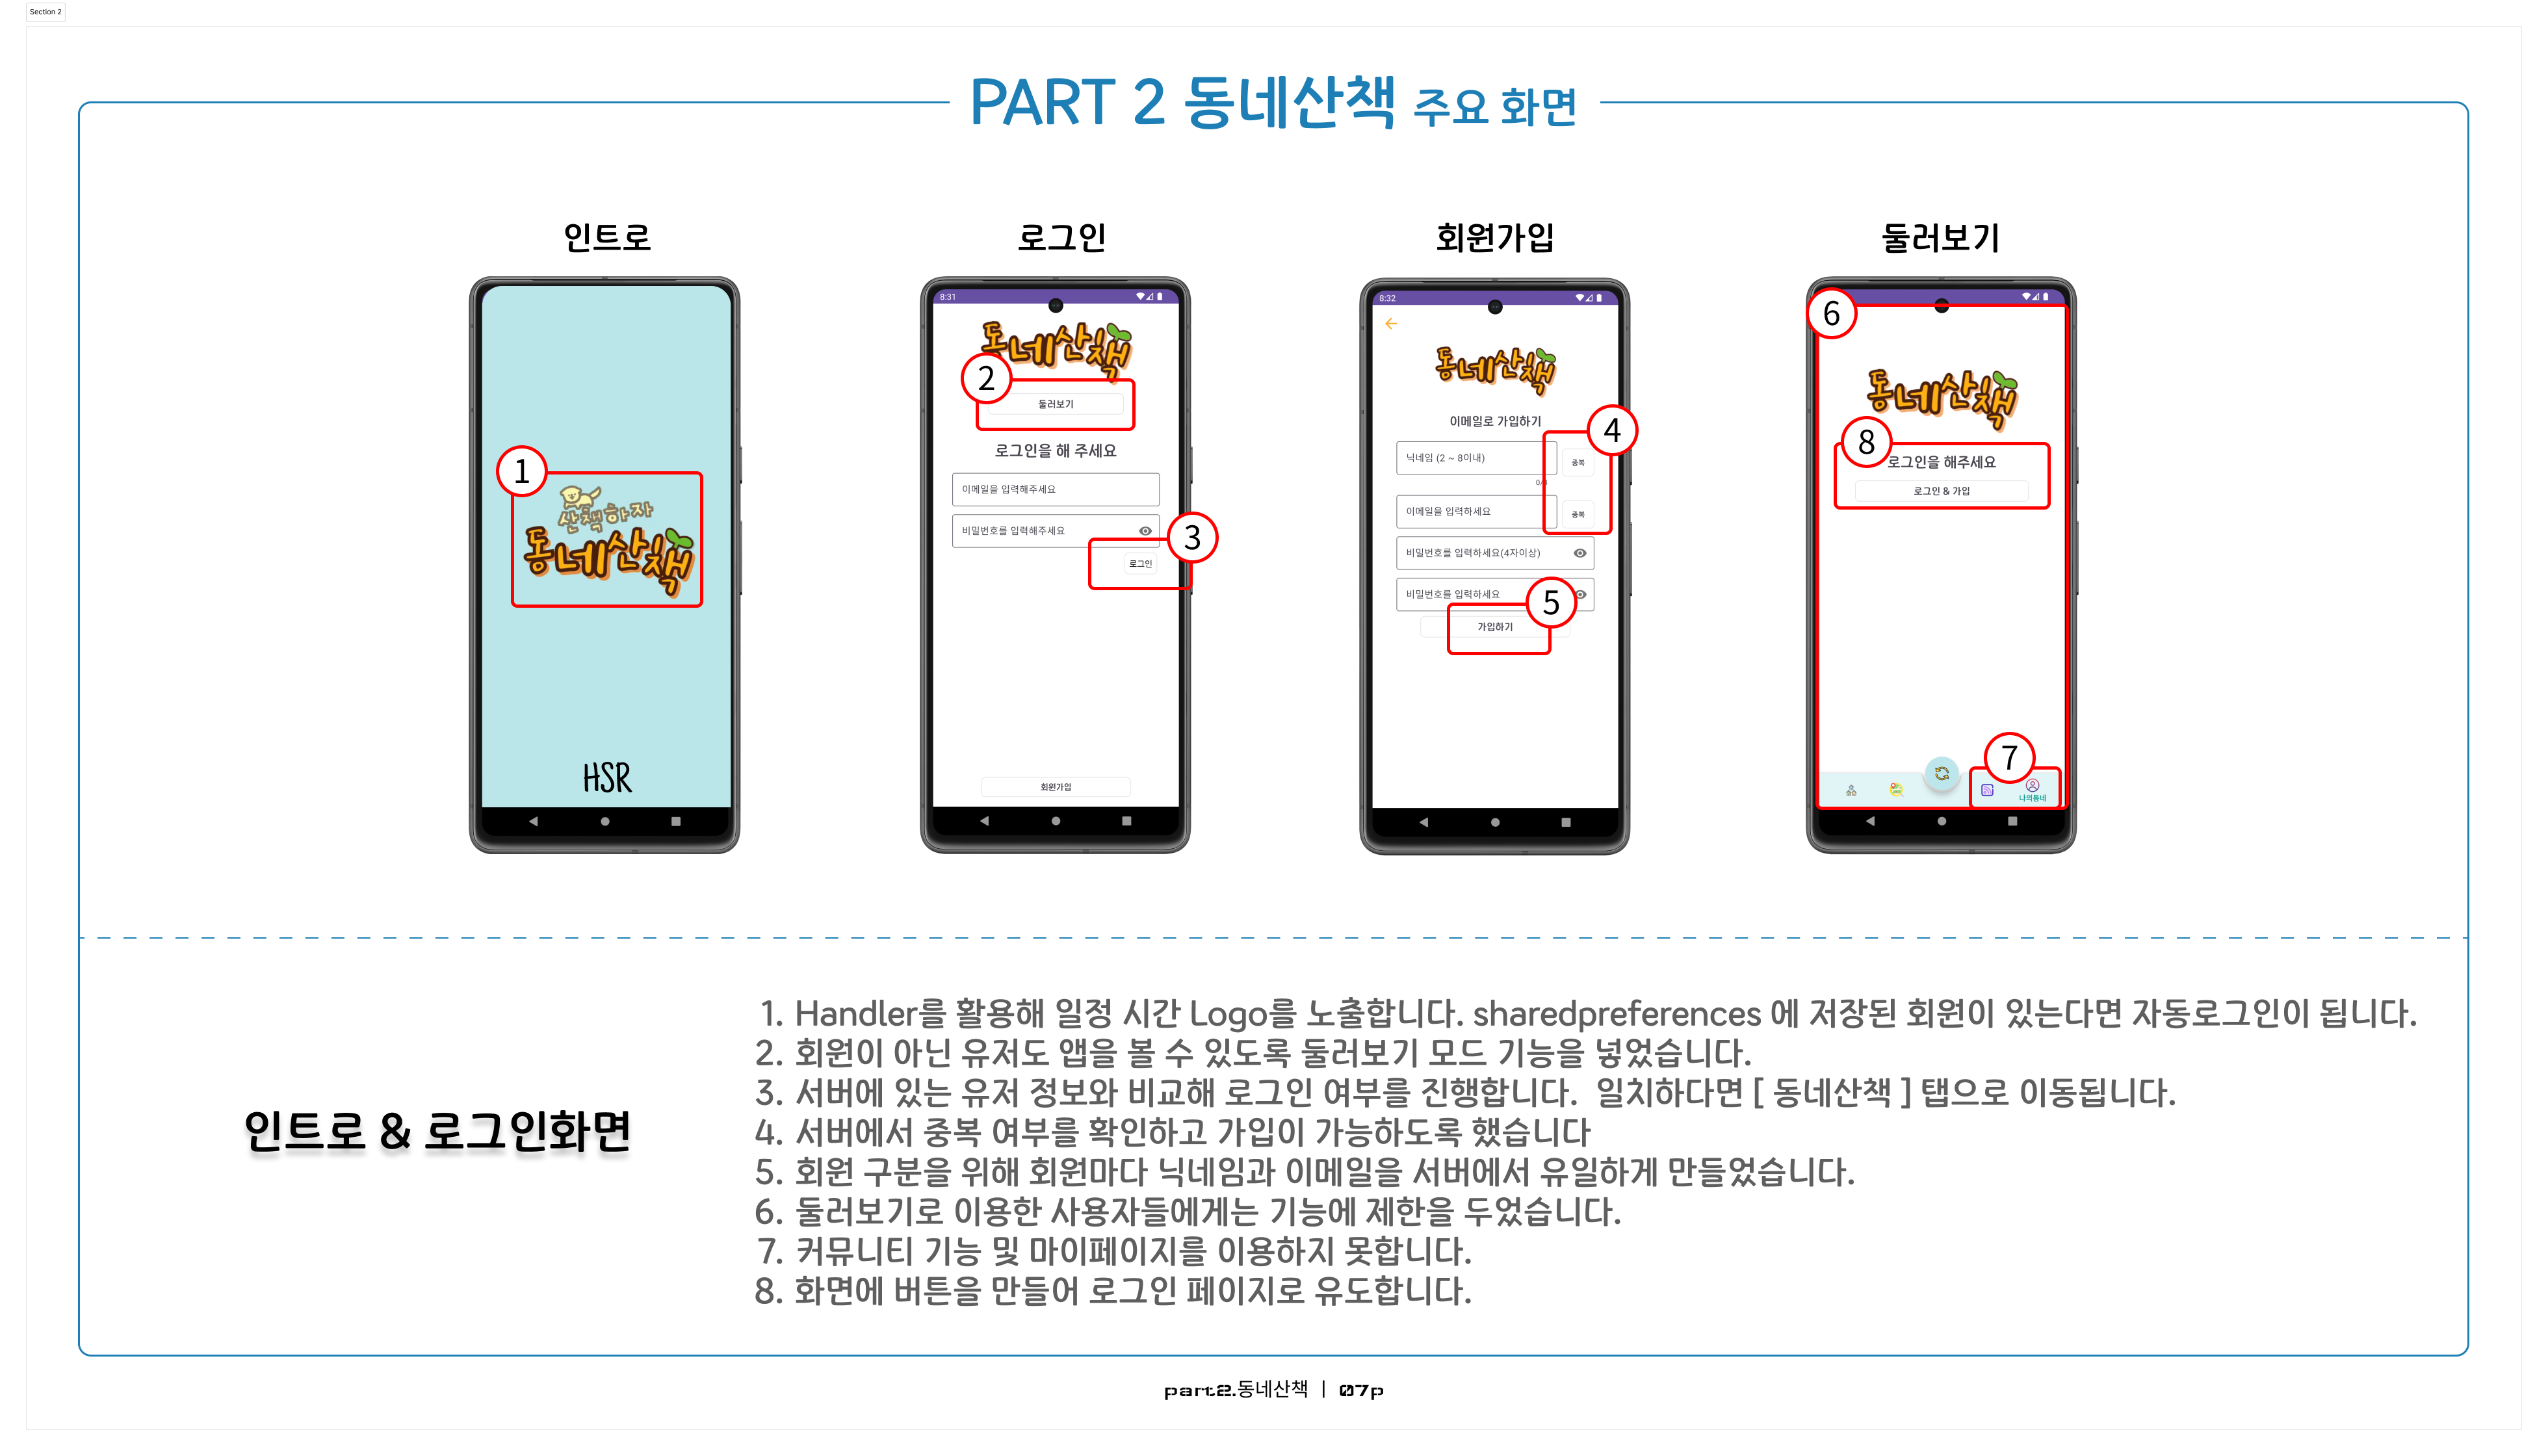 Section 2
PART 2 동네산책 주요 화면
인트로
로그인
회원가입
둘러보기
1
산책하자
동네산책
HSR
8:31
동네산책
2
둘러보기
로그인을 해 주세요
이메일을 입력해주세요
비밀번호를 입력해주세요
3
로그인
회원가입
8:32
동네산책
이메일로 가입하기
4
닉네임 (2 ~ 8이내)
중복
이메일을 입력하세요
중복
비밀번호를 입력하세요(4자이상)
비밀번호를 입력하세요
5
가입하기
6
동네산책
8
로그인을 해주세요
로그인 & 가입
7
나의동네
인트로 & 로그인화면
1. Handler를 활용해 일정 시간 Logo를 노출합니다. sharedpreferences 에 저장된 회원이 있는다면 자동로그인이 됩니다.
2. 회원이 아닌 유저도 앱을 볼 수 있도록 둘러보기 모드 기능을 넣었습니다.
3. 서버에 있는 유저 정보와 비교해 로그인 여부를 진행합니다. 일치하다면 [ 동네산책 ] 탭으로 이동됩니다.
4. 서버에서 중복 여부를 확인하고 가입이 가능하도록 했습니다
5. 회원 구분을 위해 회원마다 닉네임과 이메일을 서버에서 유일하게 만들었습니다.
6. 둘러보기로 이용한 사용자들에게는 기능에 제한을 두었습니다.
7. 커뮤니티 기능 및 마이페이지를 이용하지 못합니다.
8. 화면에 버튼을 만들어 로그인 페이지로 유도합니다.
part2.동네산책 | 07p